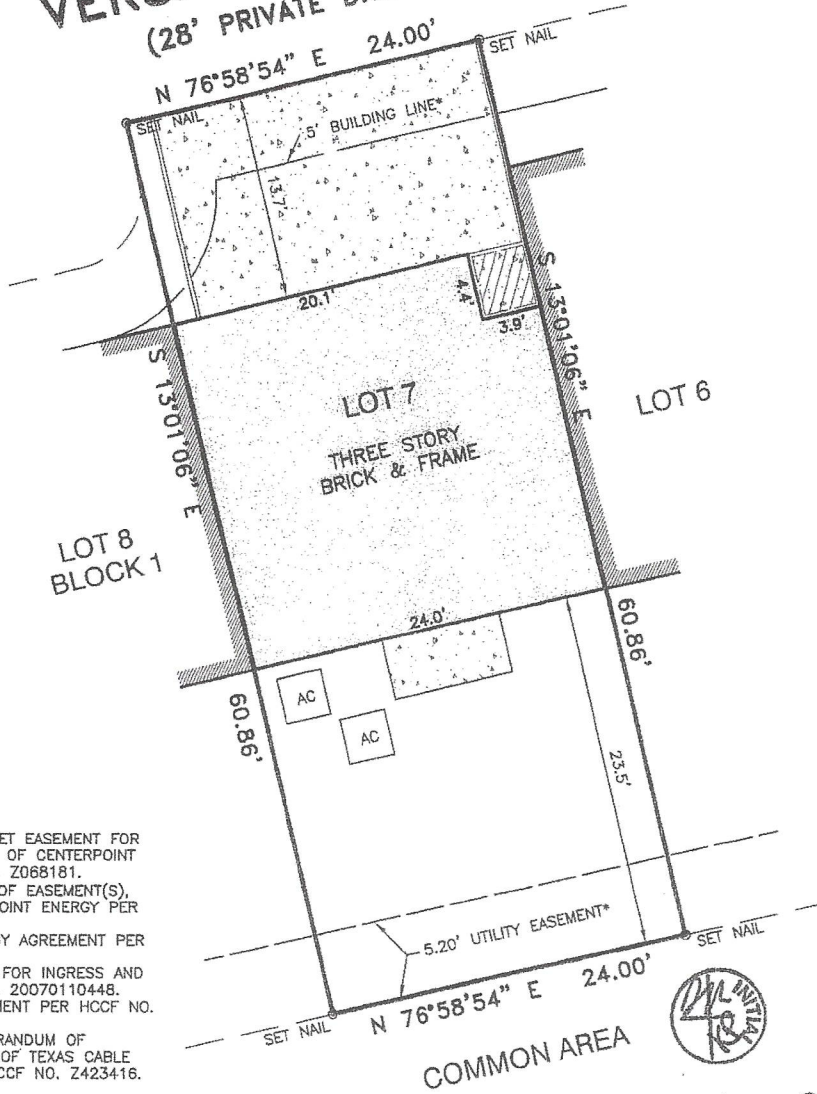 (28' PRIVATE
N 76°58'54" E 24.00'
SET NAIL
SET NAIL
5' BUILDING LINE*
13.7'
20.1'
4.4'
3.9'
S 13°01'06" E
S 13°01'06" E
LOT 7
THREE STORY
BRICK & FRAME
LOT 6
LOT 8
BLOCK 1
24.0'
60.86'
60.86'
AC
AC
23.5'
ET EASEMENT FOR
OF CENTERPOINT
Z068181.
OF EASEMENT(S),
OINT ENERGY PER
Y AGREEMENT PER
FOR INGRESS AND
20070110448.
MENT PER HCCF NO.
RANDUM OF
OF TEXAS CABLE
CCF NO. Z423416.
5.20' UTILITY EASEMENT*
SET NAIL
SET NAIL
N 76°58'54" E 24.00'
COMMON AREA
INITIAL